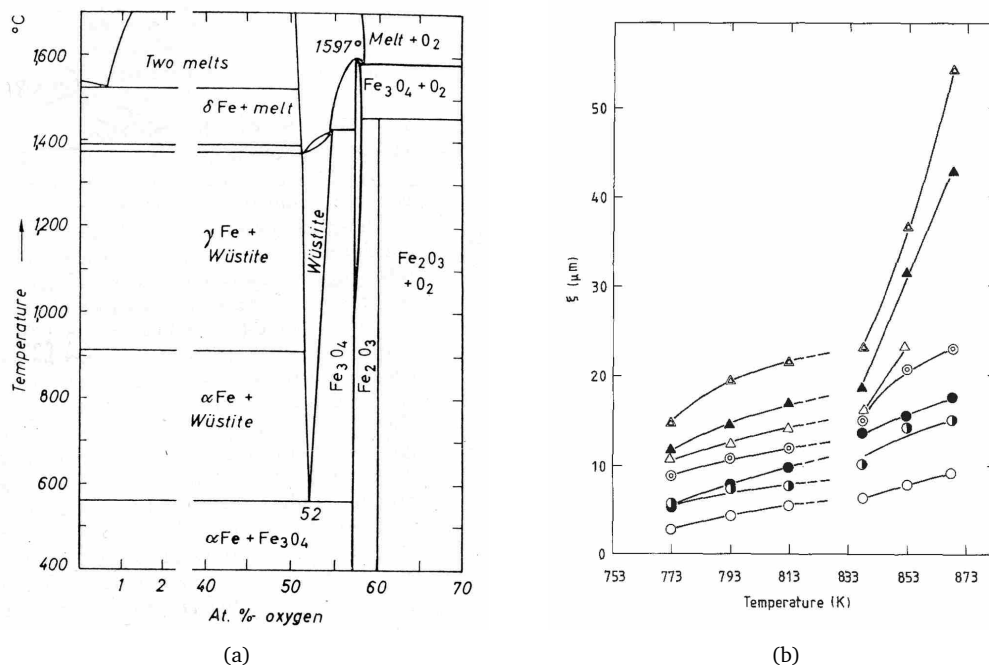 °C
1,600
1,400
1,200
1,000
800
600
400
Temperature
1597°
Melt + O2
Two melts
Fe3O4 + O2
δ Fe + melt
γ Fe +
Wüstite
Wüstite
Fe2O3
+ O2
Fe3O4
Fe2O3
α Fe +
Wüstite
52
αFe + Fe3O4
1 2 40 50 60 70
At. %- oxygen
(a)
50
40
30
20
10
0
ξ (μm)
753 773 793 813 833 853 873
Temperature (K)
(b)